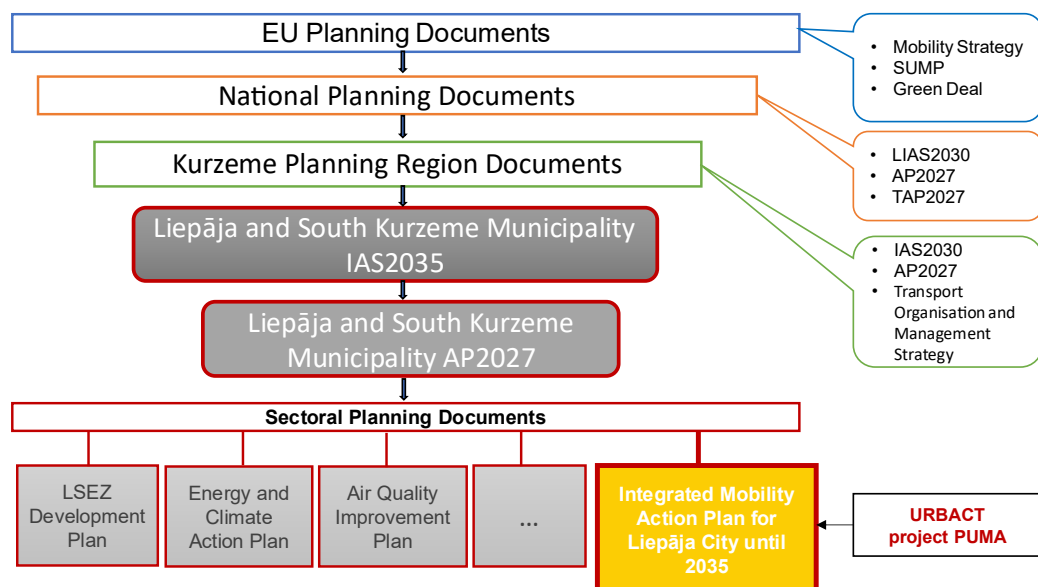 EU Planning Documents
• Mobility Strategy
• SUMP
• Green Deal
National Planning Documents
• LIAS2030
• AP2027
• TAP2027
Kurzeme Planning Region Documents
• IAS2030
• AP2027
• Transport
Organisation and
Management
Strategy
Liepāja and South Kurzeme Municipality
IAS2035
Liepāja and South Kurzeme
Municipality AP2027
Sectoral Planning Documents
LSEZ
Development
Plan
Energy and
Climate
Action Plan
Air Quality
Improvement
Plan
...
Integrated Mobility
Action Plan for
Liepāja City until
2035
URBACT
project PUMA